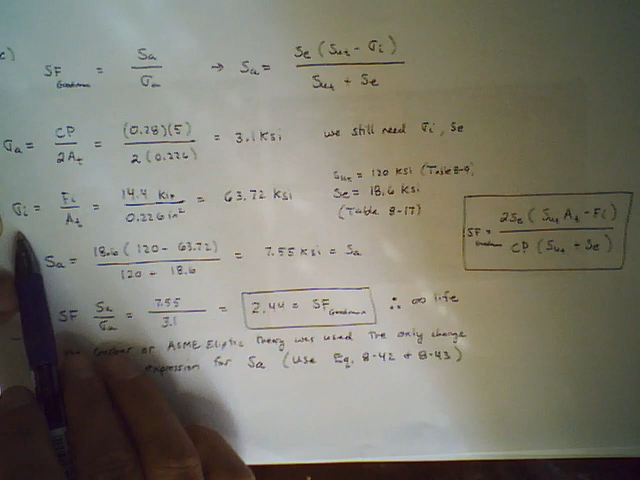 c) SF Goodman = Sa / σa → Sa = Se (Sut - σi) / Sut + Se
σa = CP / 2At = (0.28)(5) / 2 (0.226) = 3.1 ksi we still need σi, Se
Sut = 120 ksi (Table 8-9)
σi = Fi / At = 14.4 kip / 0.226 in² = 63.72 ksi Se = 18.6 ksi
(Table 8-17)
SF Goodman = 2Se (Sut At - Fi) / CP (Sut + Se)
Sa = 18.6 (120 - 63.72) / 120 + 18.6 = 7.55 ksi = Sa
SF Sa / σa = 7.55 / 3.1 = 2.44 = SF Goodman ∴ ∞ life
or ASME Eliptic Theory was used the only change
expression for Sa (use Eq. 8-42 + 8-43)